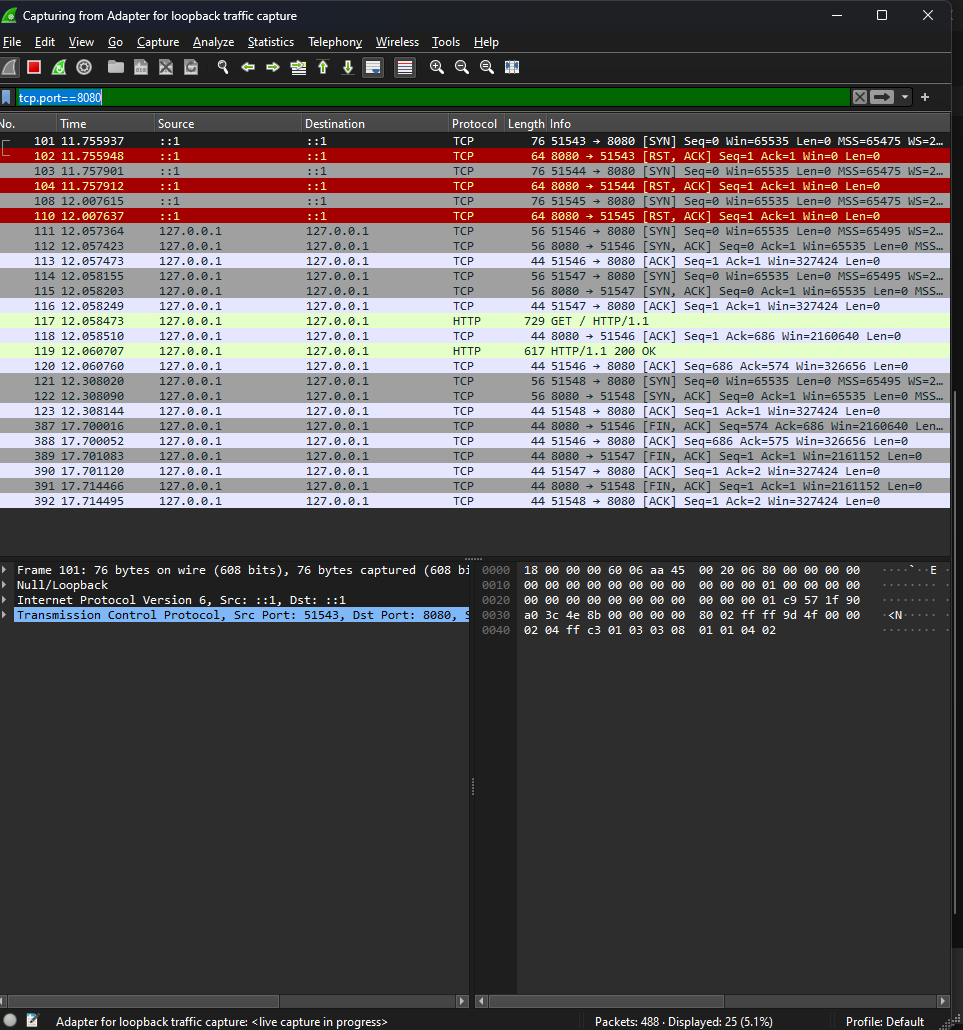 Capturing from Adapter for loopback traffic capture
File Edit View Go Capture Analyze Statistics Telephony Wireless Tools Help
tcp.port==8080
No. Time Source Destination Protocol Length Info
101 11.755937 ::1 ::1 TCP 76 51543 → 8080 [SYN] Seq=0 Win=65535 Len=0 MSS=65475 WS=2…
102 11.755948 ::1 ::1 TCP 64 8080 → 51543 [RST, ACK] Seq=1 Ack=1 Win=0 Len=0
103 11.757901 ::1 ::1 TCP 76 51544 → 8080 [SYN] Seq=0 Win=65535 Len=0 MSS=65475 WS=2…
104 11.757912 ::1 ::1 TCP 64 8080 → 51544 [RST, ACK] Seq=1 Ack=1 Win=0 Len=0
108 12.007615 ::1 ::1 TCP 76 51545 → 8080 [SYN] Seq=0 Win=65535 Len=0 MSS=65475 WS=2…
110 12.007637 ::1 ::1 TCP 64 8080 → 51545 [RST, ACK] Seq=1 Ack=1 Win=0 Len=0
111 12.057364 127.0.0.1 127.0.0.1 TCP 56 51546 → 8080 [SYN] Seq=0 Win=65535 Len=0 MSS=65495 WS=2…
112 12.057423 127.0.0.1 127.0.0.1 TCP 56 8080 → 51546 [SYN, ACK] Seq=0 Ack=1 Win=65535 Len=0 MSS…
113 12.057473 127.0.0.1 127.0.0.1 TCP 44 51546 → 8080 [ACK] Seq=1 Ack=1 Win=327424 Len=0
114 12.058155 127.0.0.1 127.0.0.1 TCP 56 51547 → 8080 [SYN] Seq=0 Win=65535 Len=0 MSS=65495 WS=2…
115 12.058203 127.0.0.1 127.0.0.1 TCP 56 8080 → 51547 [SYN, ACK] Seq=0 Ack=1 Win=65535 Len=0 MSS…
116 12.058249 127.0.0.1 127.0.0.1 TCP 44 51547 → 8080 [ACK] Seq=1 Ack=1 Win=327424 Len=0
117 12.058473 127.0.0.1 127.0.0.1 HTTP 729 GET / HTTP/1.1
118 12.058510 127.0.0.1 127.0.0.1 TCP 44 8080 → 51546 [ACK] Seq=1 Ack=686 Win=2160640 Len=0
119 12.060707 127.0.0.1 127.0.0.1 HTTP 617 HTTP/1.1 200 OK
120 12.060760 127.0.0.1 127.0.0.1 TCP 44 51546 → 8080 [ACK] Seq=686 Ack=574 Win=326656 Len=0
121 12.308020 127.0.0.1 127.0.0.1 TCP 56 51548 → 8080 [SYN] Seq=0 Win=65535 Len=0 MSS=65495 WS=2…
122 12.308090 127.0.0.1 127.0.0.1 TCP 56 8080 → 51548 [SYN, ACK] Seq=0 Ack=1 Win=65535 Len=0 MSS…
123 12.308144 127.0.0.1 127.0.0.1 TCP 44 51548 → 8080 [ACK] Seq=1 Ack=1 Win=327424 Len=0
387 17.700016 127.0.0.1 127.0.0.1 TCP 44 8080 → 51546 [FIN, ACK] Seq=574 Ack=686 Win=2160640 Len…
388 17.700052 127.0.0.1 127.0.0.1 TCP 44 51546 → 8080 [ACK] Seq=686 Ack=575 Win=326656 Len=0
389 17.701083 127.0.0.1 127.0.0.1 TCP 44 8080 → 51547 [FIN, ACK] Seq=1 Ack=1 Win=2161152 Len=0
390 17.701120 127.0.0.1 127.0.0.1 TCP 44 51547 → 8080 [ACK] Seq=1 Ack=2 Win=327424 Len=0
391 17.714466 127.0.0.1 127.0.0.1 TCP 44 8080 → 51548 [FIN, ACK] Seq=1 Ack=1 Win=2161152 Len=0
392 17.714495 127.0.0.1 127.0.0.1 TCP 44 51548 → 8080 [ACK] Seq=1 Ack=2 Win=327424 Len=0
Frame 101: 76 bytes on wire (608 bits), 76 bytes captured (608 bi
Null/Loopback
Internet Protocol Version 6, Src: ::1, Dst: ::1
Transmission Control Protocol, Src Port: 51543, Dst Port: 8080, S
0000 18 00 00 00 60 06 aa 45 00 20 06 80 00 00 00 00 ····`··E
0010 00 00 00 00 00 00 00 00 00 00 00 01 00 00 00 00 ········
0020 00 00 00 00 00 00 00 00 00 00 00 01 c9 57 1f 90 ········
0030 a0 3c 4e 8b 00 00 00 00 80 02 ff ff 9d 4f 00 00 ·<N·····
0040 02 04 ff c3 01 03 03 08 01 01 04 02 ········
Adapter for loopback traffic capture: <live capture in progress>
Packets: 488 · Displayed: 25 (5.1%)
Profile: Default